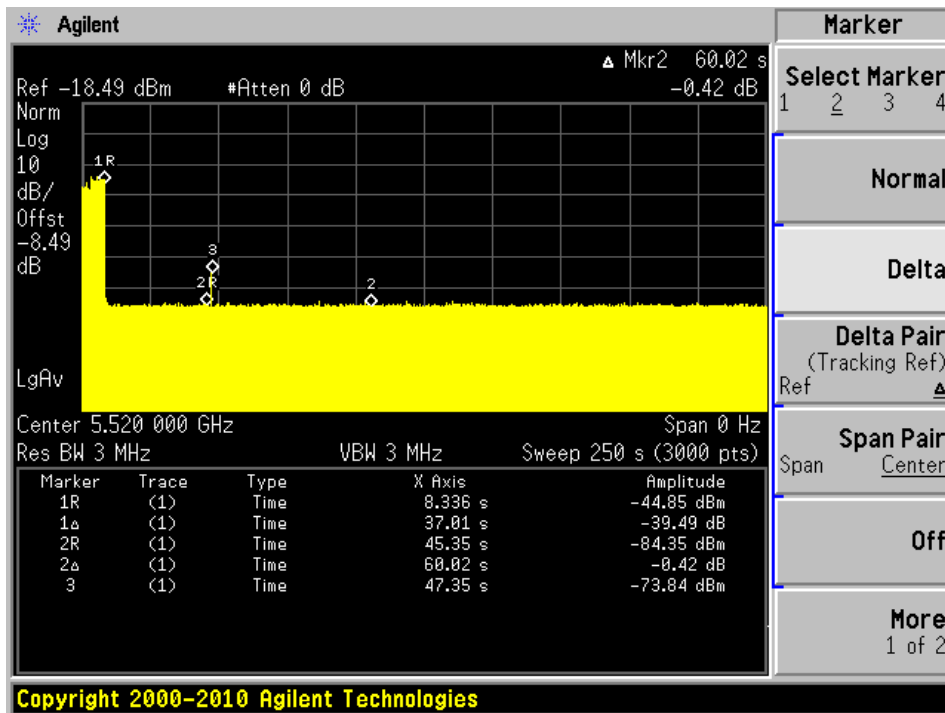 Agilent
Marker
Δ Mkr2 60.02 s
Ref -18.49 dBm #Atten 0 dB -0.42 dB
Norm
Log
10
dB/
Offst
-8.49
dB
1R
3
2R
2
LgAv
Center 5.520 000 GHz Span 0 Hz
Res BW 3 MHz VBW 3 MHz Sweep 250 s (3000 pts)
Marker Trace Type X Axis Amplitude
1R (1) Time 8.336 s -44.85 dBm
1Δ (1) Time 37.01 s -39.49 dB
2R (1) Time 45.35 s -84.35 dBm
2Δ (1) Time 60.02 s -0.42 dB
3 (1) Time 47.35 s -73.84 dBm
Select Marker
1 2 3 4
Normal
Delta
Delta Pair
(Tracking Ref)
Ref Δ
Span Pair
Span Center
Off
More
1 of 2
Copyright 2000-2010 Agilent Technologies